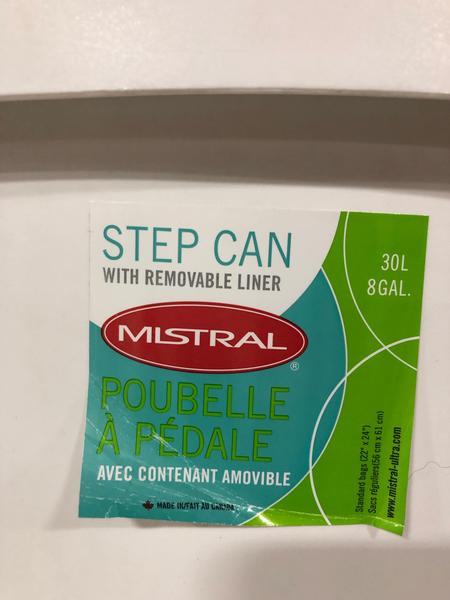 STEP CAN
WITH REMOVABLE LINER
30L
8GAL.
MISTRAL
®
POUBELLE
À PÉDALE
AVEC CONTENANT AMOVIBLE
MADE IN/FAIT AU CANADA
Standard bags (22" x 24")
Sacs réguliers(56 cm x 61 cm)
www.mistral-ultra.com